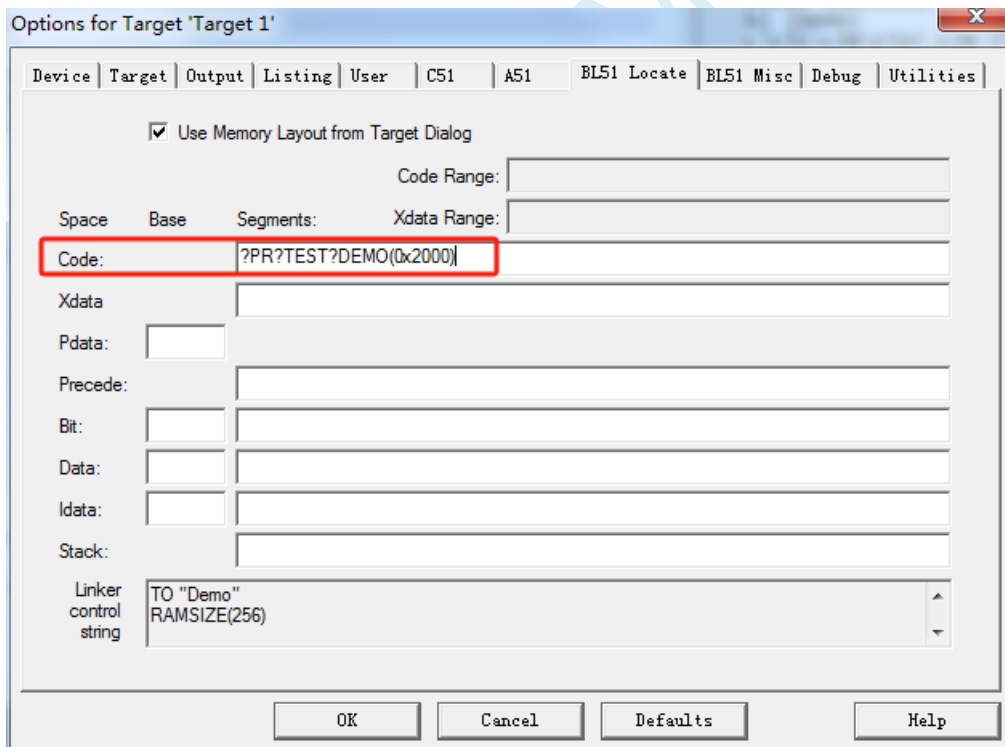 Options for Target 'Target 1'
Device Target Output Listing User C51 A51 BL51 Locate BL51 Misc Debug Utilities
Use Memory Layout from Target Dialog
Code Range:
Space Base Segments: Xdata Range:
Code: ?PR?TEST?DEMO(0x2000)
Xdata
Pdata:
Precede:
Bit:
Data:
Idata:
Stack:
Linker control string
TO "Demo"
RAMSIZE(256)
OK Cancel Defaults Help